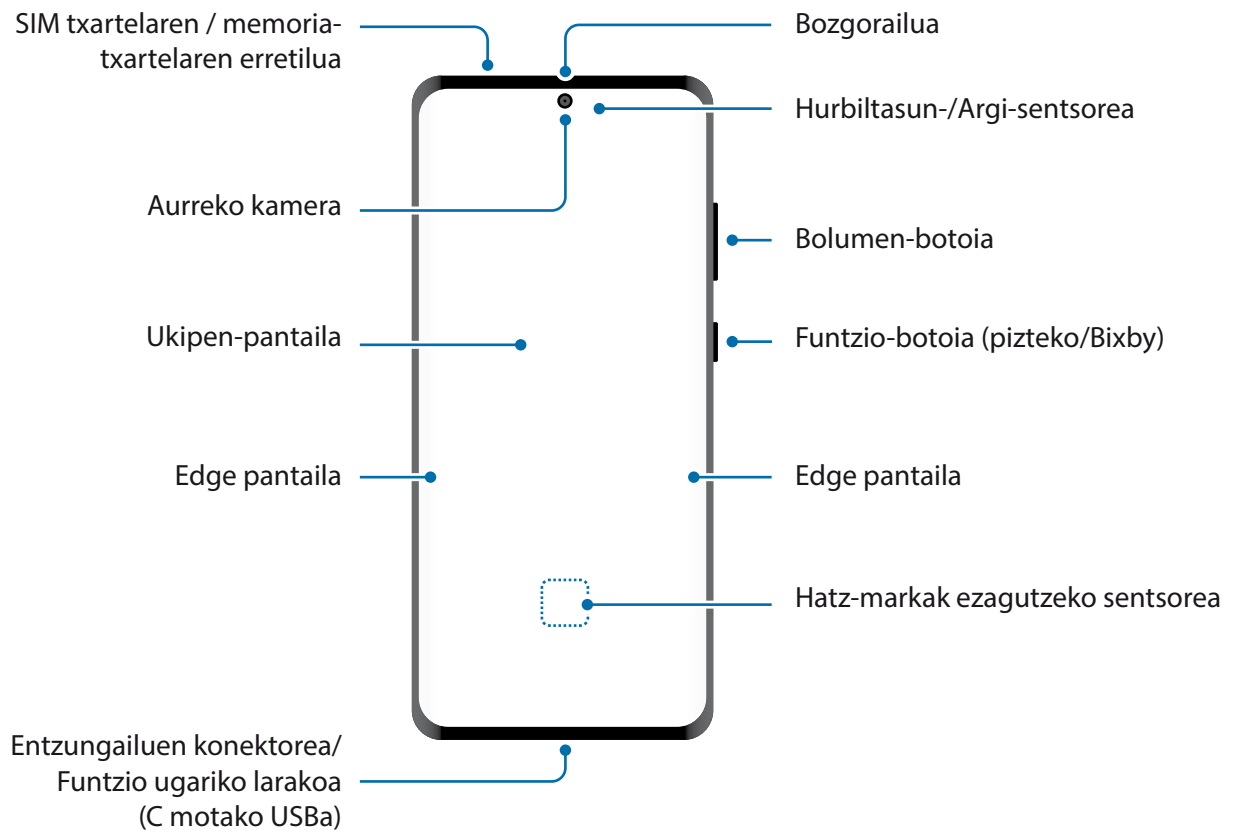 SIM txartelaren / memoria-
txartelaren erretilua
Bozgorailua
Hurbiltasun-/Argi-sentsorea
Aurreko kamera
Bolumen-botoia
Ukipen-pantaila
Funtzio-botoia (pizteko/Bixby)
Edge pantaila
Edge pantaila
Hatz-markak ezagutzeko sentsorea
Entzungailuen konektorea/
Funtzio ugariko larakoa
(C motako USBa)